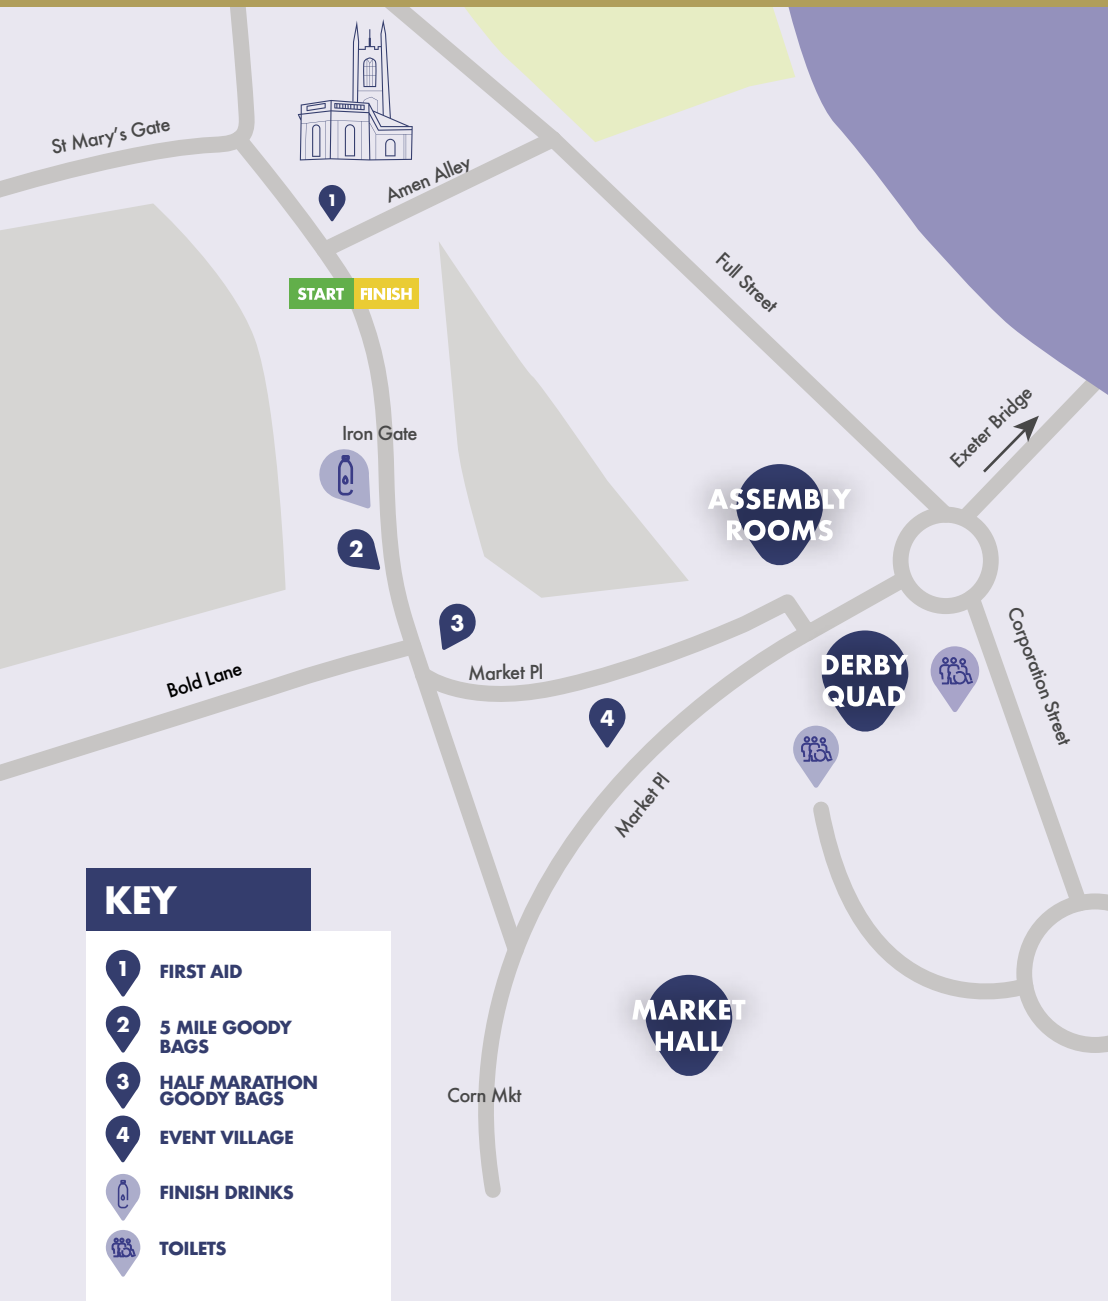 St Mary's Gate
Amen Alley
1
START FINISH
Full Street
Exeter Bridge
Iron Gate
2
ASSEMBLY
ROOMS
3
Market Pl
Bold Lane
4
DERBY
QUAD
Corporation Street
Market Pl
MARKET
HALL
Corn Mkt
KEY
1 FIRST AID
2 5 MILE GOODY
BAGS
3 HALF MARATHON
GOODY BAGS
4 EVENT VILLAGE
FINISH DRINKS
TOILETS